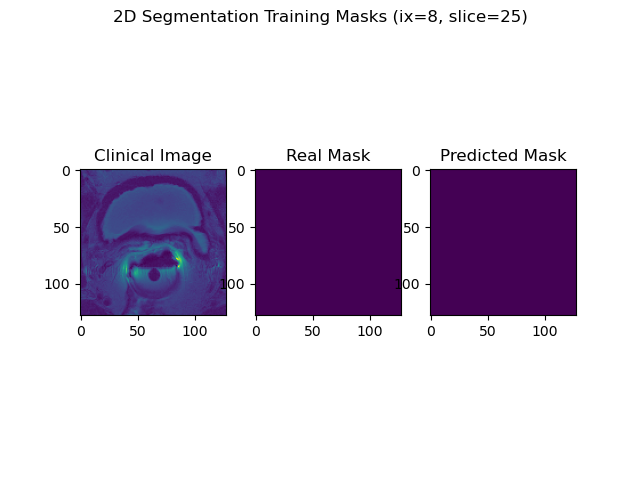 2D Segmentation Training Masks (ix=8, slice=25)
Clinical Image Real Mask Predicted Mask
0 0 0
50 50 50
100 100 100
0 50 100 0 50 100 0 50 100